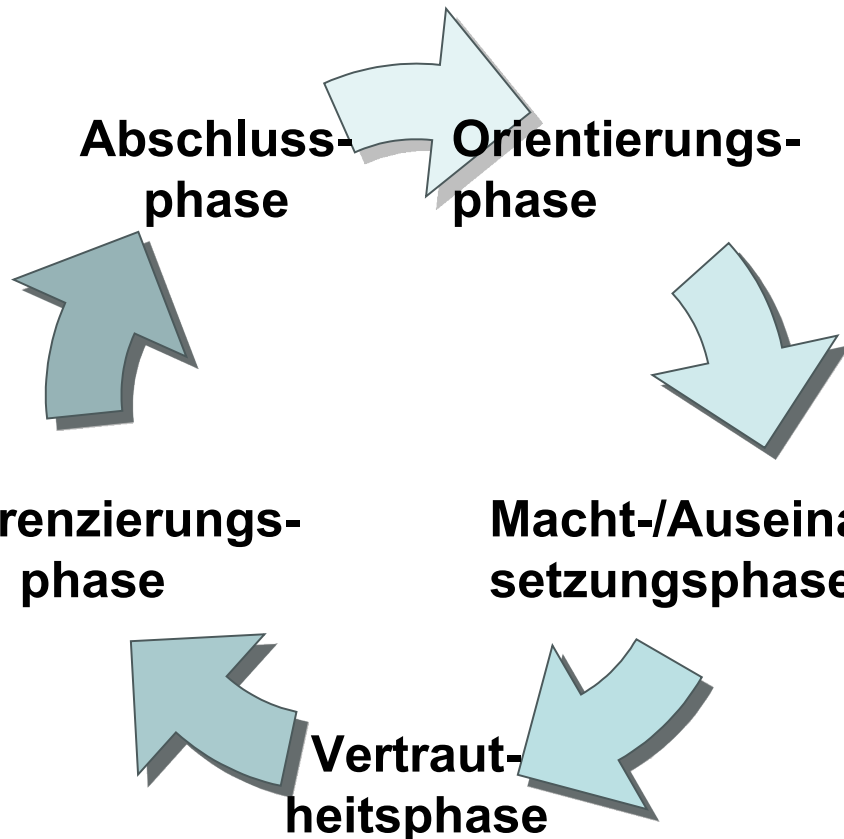 Abschluss-
phase
Orientierungs-
phase
renzierungs-
phase
Macht-/Auseina
setzungsphase
Vertraut-
heitsphase